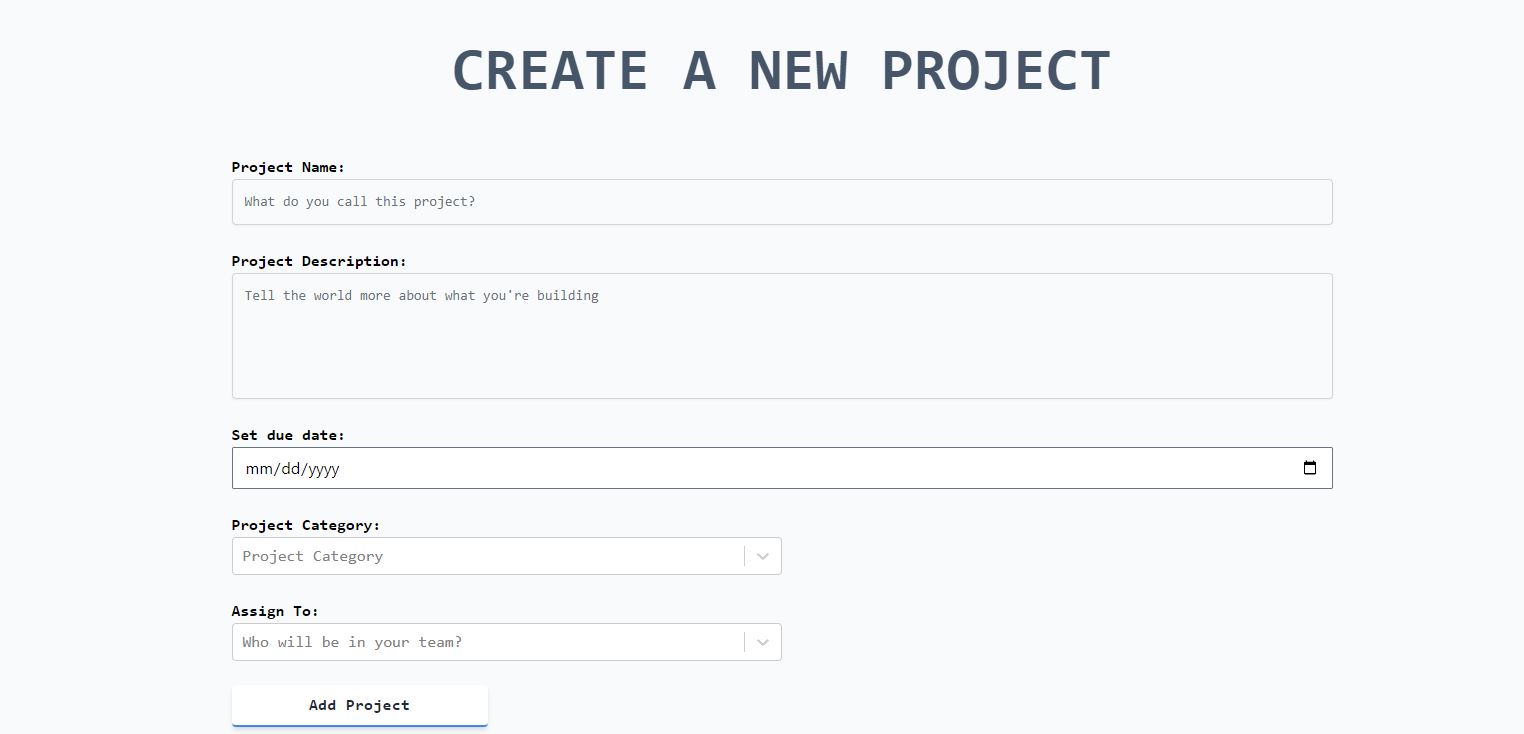 CREATE A NEW PROJECT
Project Name:
What do you call this project?
Project Description:
Tell the world more about what you're building
Set due date:
mm/dd/yyyy
Project Category:
Project Category
Assign To:
Who will be in your team?
Add Project